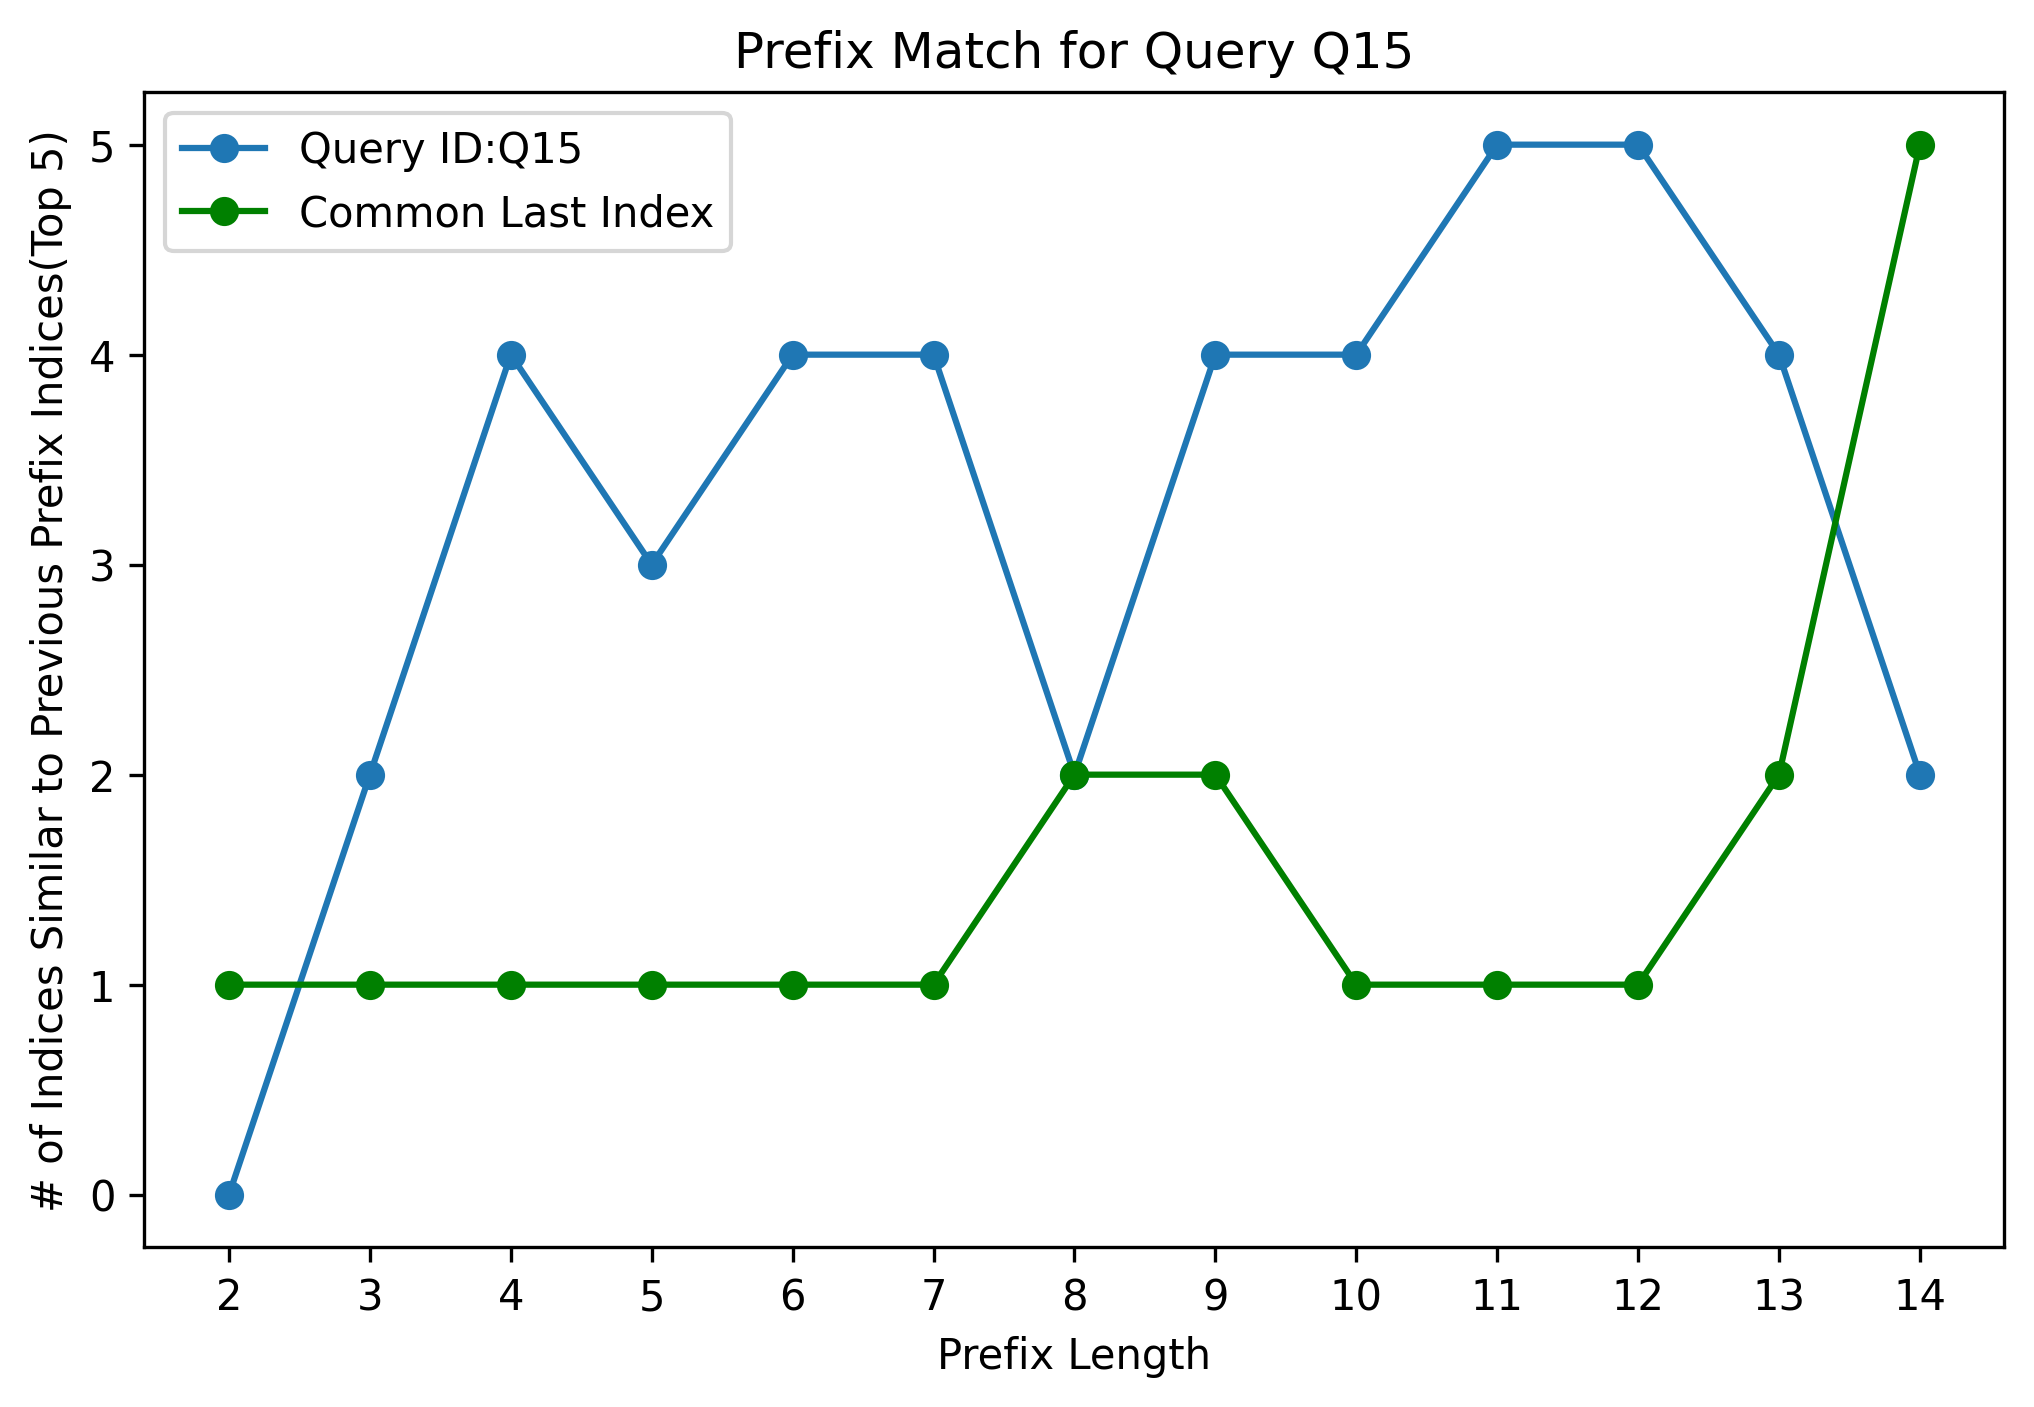 Prefix Match for Query Q15
Query ID:Q15
Common Last Index
# of Indices Similar to Previous Prefix Indices(Top 5)
5
4
3
2
1
0
2 3 4 5 6 7 8 9 10 11 12 13 14
Prefix Length